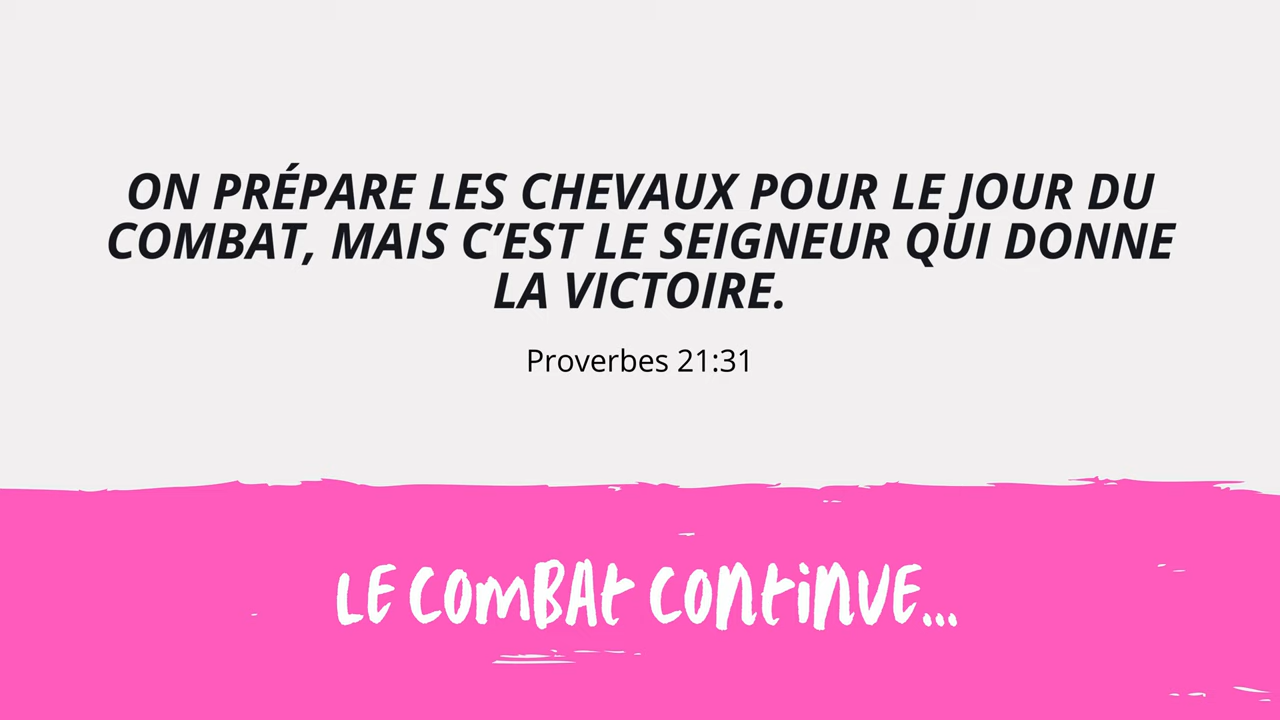 ON PRÉPARE LES CHEVAUX POUR LE JOUR DU
COMBAT, MAIS C’EST LE SEIGNEUR QUI DONNE
LA VICTOIRE.
Proverbes 21:31
LE COMBAT CONTINUE...